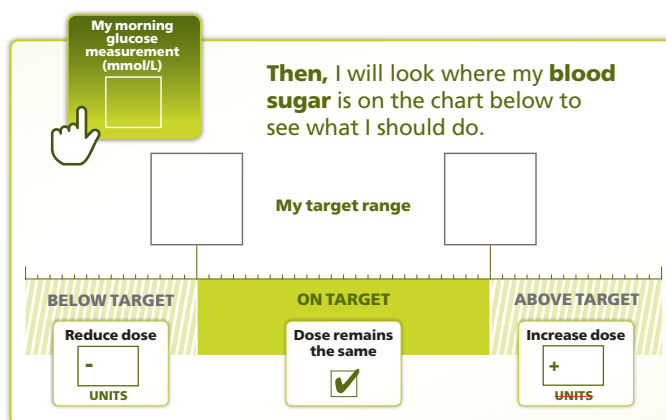 My morning
glucose
measurement
(mmol/L)
Then, I will look where my blood
sugar is on the chart below to
see what I should do.
My target range
BELOW TARGET
ON TARGET
ABOVE TARGET
Reduce dose
-
UNITS
Dose remains
the same
✓
Increase dose
+
UNITS